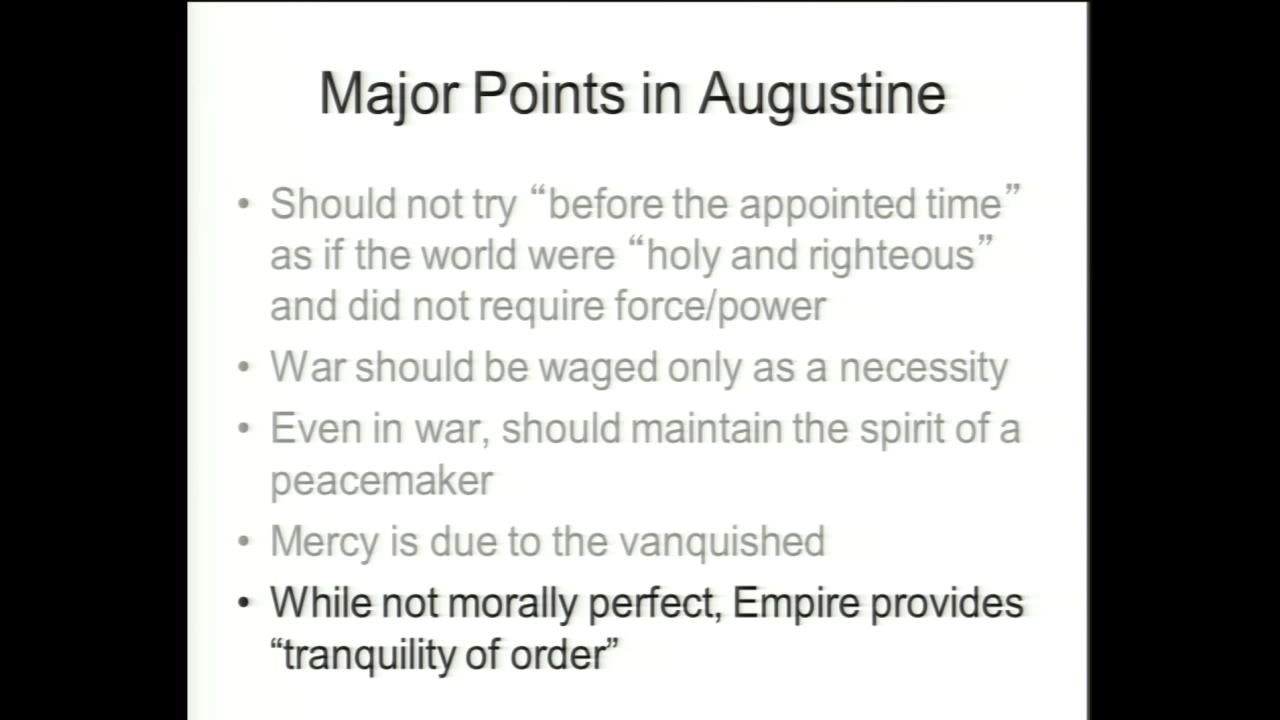 Major Points in Augustine
• Should not try “before the appointed time”
as if the world were “holy and righteous”
and did not require force/power
• War should be waged only as a necessity
• Even in war, should maintain the spirit of a
peacemaker
• Mercy is due to the vanquished
• While not morally perfect, Empire provides
“tranquility of order”